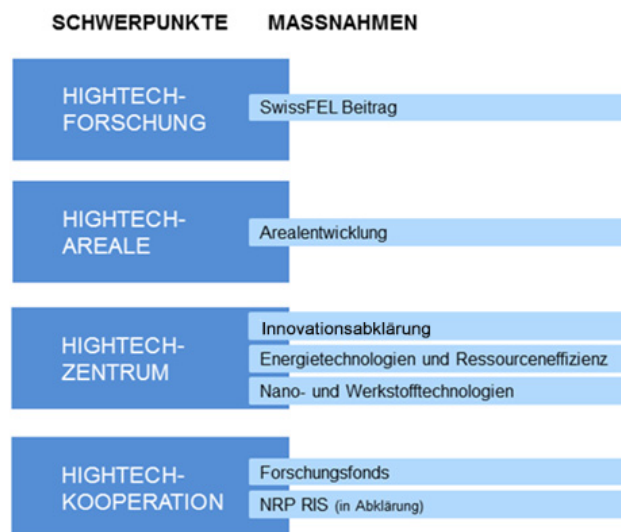 SCHWERPUNKTE MASSNAHMEN
HIGHTECH-
FORSCHUNG
SwissFEL Beitrag
HIGHTECH-
AREALE
Arealentwicklung
HIGHTECH-
ZENTRUM
Innovationsabklärung
Energietechnologien und Ressourceneffizienz
Nano- und Werkstofftechnologien
HIGHTECH-
KOOPERATION
Forschungsfonds
NRP RIS (in Abklärung)